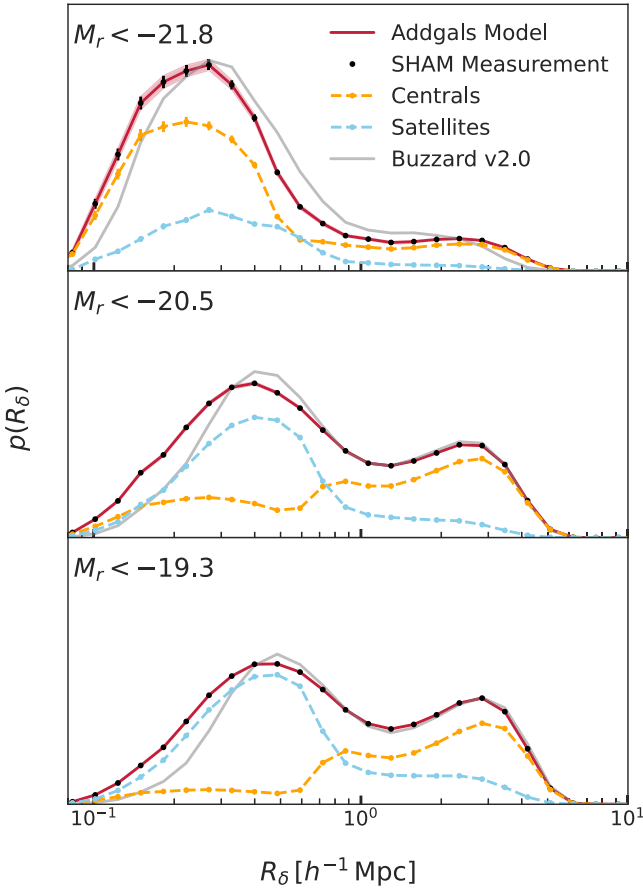 M_r < −21.8
Addgals Model
SHAM Measurement
Centrals
Satellites
Buzzard v2.0
M_r < −20.5
p(R_δ)
M_r < −19.3
10^−1
10^0
10^1
R_δ [h^−1 Mpc]